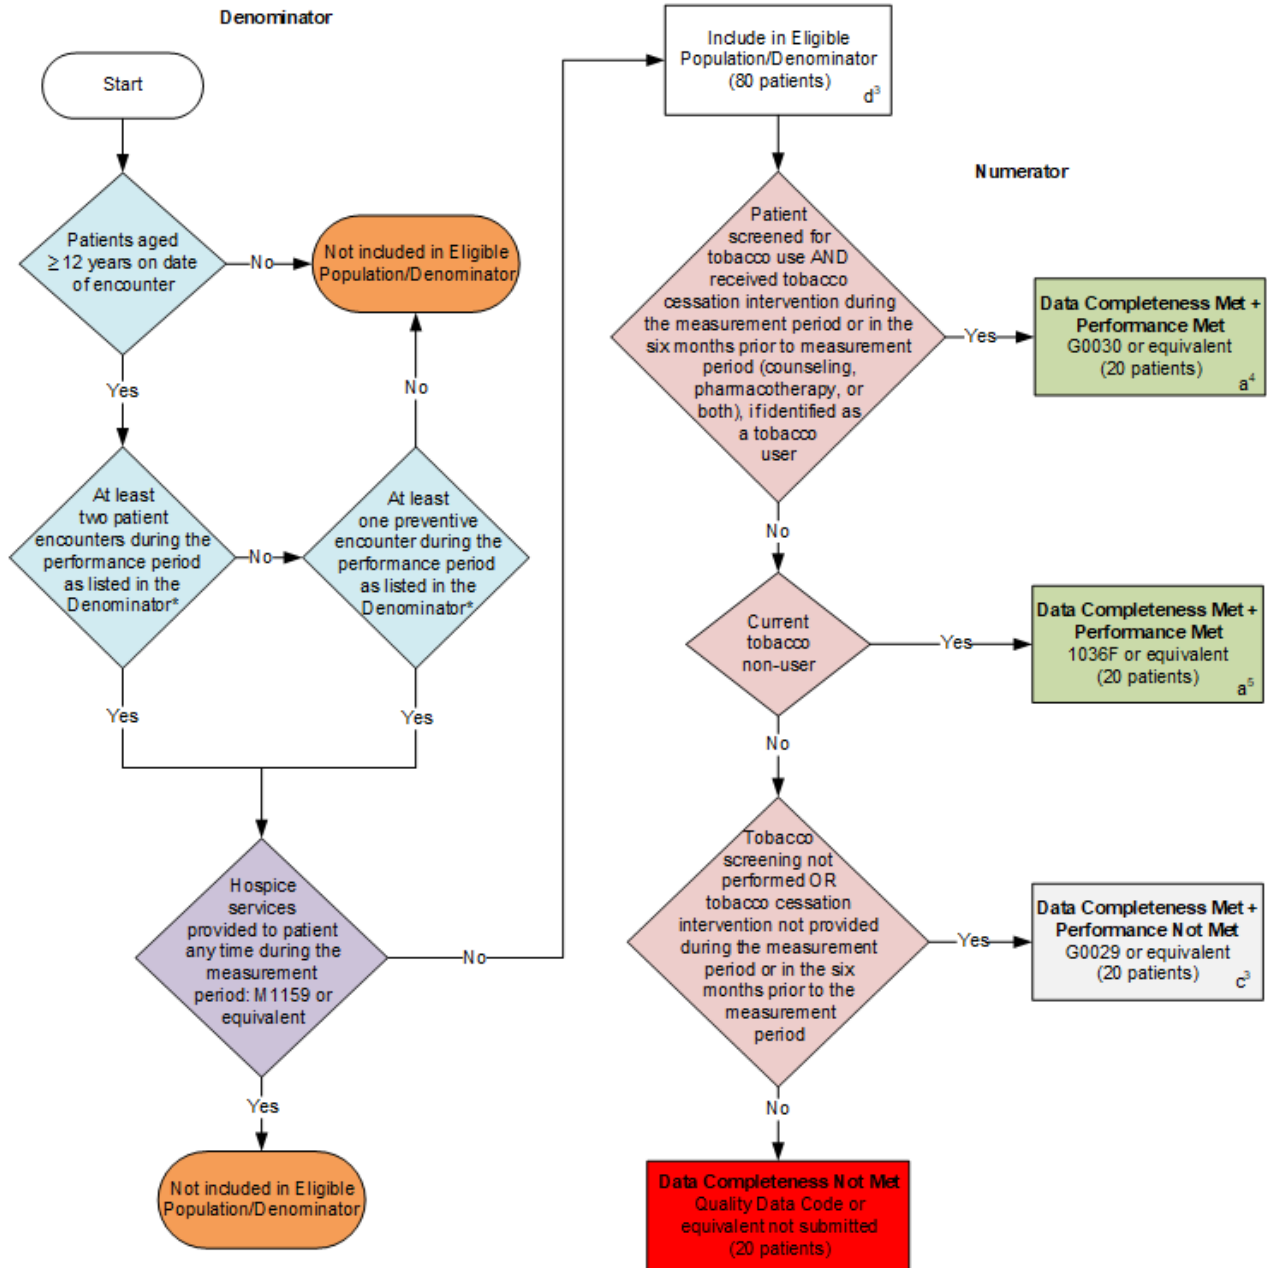 Denominator
Start
Patients aged
≥ 12 years on date
of encounter
No
Not included in Eligible
Population/Denominator
Yes
No
At least
two patient
encounters during the
performance period
as listed in the
Denominator*
No
At least
one preventive
encounter during the
performance period
as listed in the
Denominator*
Yes
Yes
Hospice
services
provided to patient
any time during the
measurement
period: M1159 or
equivalent
No
Yes
Not included in Eligible
Population/Denominator
Include in Eligible
Population/Denominator
(80 patients)
d³
Numerator
Patient
screened for
tobacco use AND
received tobacco
cessation intervention during
the measurement period or in the
six months prior to measurement
period (counseling,
pharmacotherapy, or
both), if identified as
a tobacco
user
Yes
Data Completeness Met +
Performance Met
G0030 or equivalent
(20 patients)
a⁴
No
Current
tobacco
non-user
Yes
Data Completeness Met +
Performance Met
1036F or equivalent
(20 patients)
a⁵
No
Tobacco
screening not
performed OR
tobacco cessation
intervention not provided
during the measurement
period or in the six
months prior to the
measurement
period
Yes
Data Completeness Met +
Performance Not Met
G0029 or equivalent
(20 patients)
c³
No
Data Completeness Not Met
Quality Data Code or
equivalent not submitted
(20 patients)